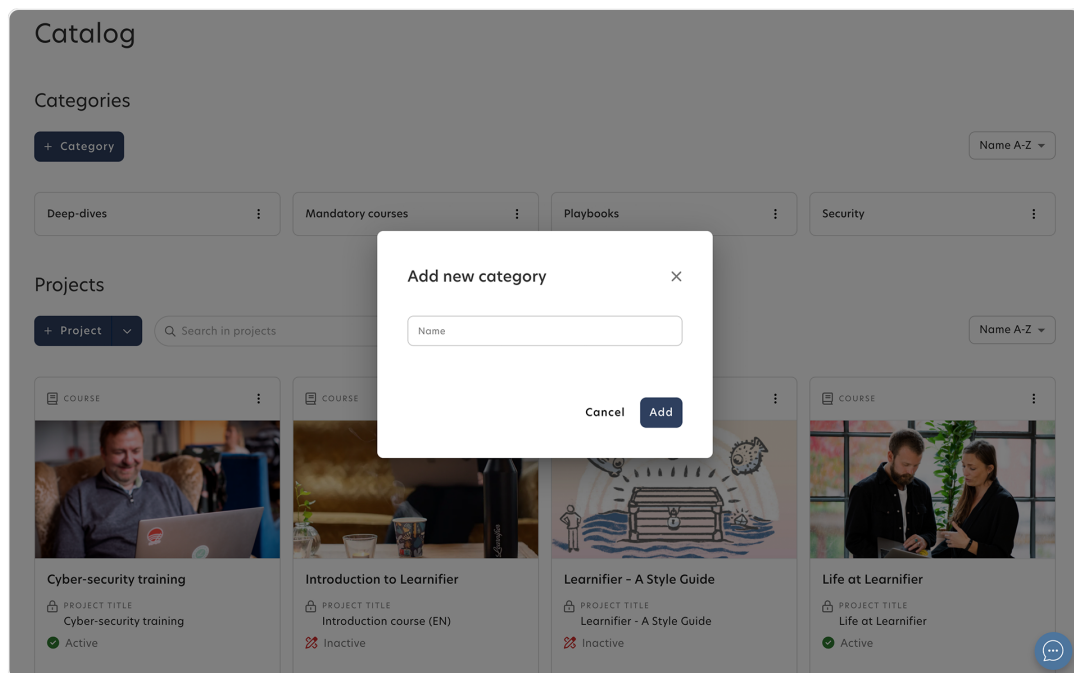 Catalog
Categories
+ Category
Name A-Z
Deep-dives
Mandatory courses
Playbooks
Security
Add new category
Name
Cancel
Add
Projects
+ Project
Search in projects
Name A-Z
COURSE
COURSE
COURSE
Learnifier
Cyber-security training
PROJECT TITLE
Cyber-security training
Active
Introduction to Learnifier
PROJECT TITLE
Introduction course (EN)
Inactive
Learnifier – A Style Guide
PROJECT TITLE
Learnifier - A Style Guide
Inactive
Life at Learnifier
PROJECT TITLE
Life at Learnifier
Active